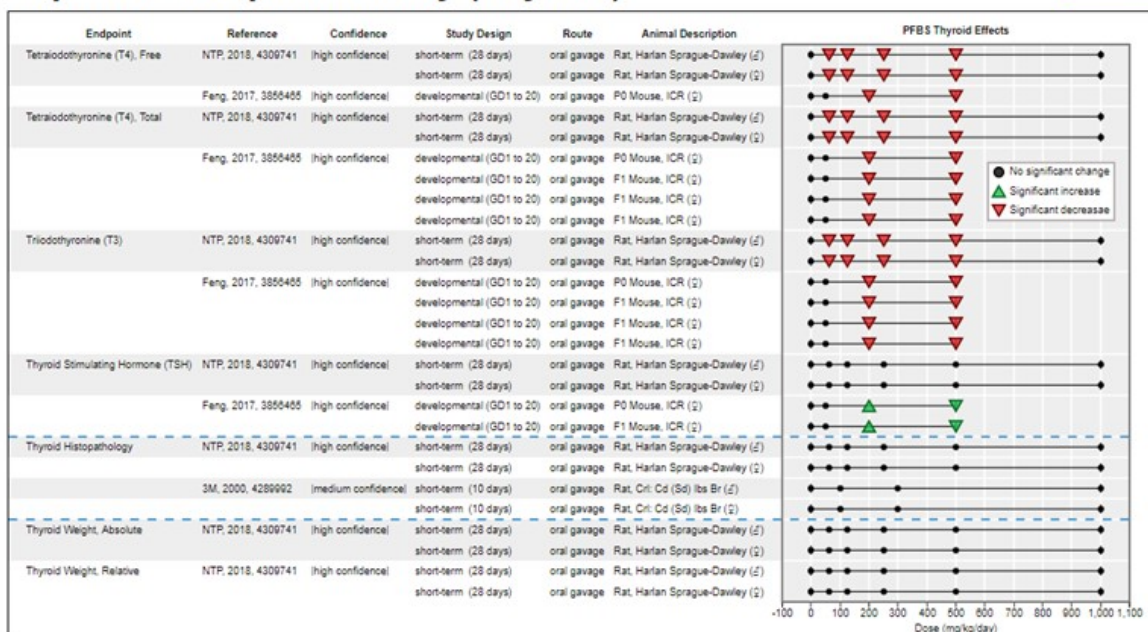 Endpoint Reference Confidence Study Design Route Animal Description PFBS Thyroid Effects
Tetraiodothyronine (T4), Free NTP, 2018, 4309741 |high confidence| short-term (28 days) oral gavage Rat, Harlan Sprague-Dawley (♂)
short-term (28 days) oral gavage Rat, Harlan Sprague-Dawley (♀)
Feng, 2017, 3856465 |high confidence| developmental (GD1 to 20) oral gavage P0 Mouse, ICR (♀)
Tetraiodothyronine (T4), Total NTP, 2018, 4309741 |high confidence| short-term (28 days) oral gavage Rat, Harlan Sprague-Dawley (♂)
short-term (28 days) oral gavage Rat, Harlan Sprague-Dawley (♀)
Feng, 2017, 3856465 |high confidence| developmental (GD1 to 20) oral gavage P0 Mouse, ICR (♀)
developmental (GD1 to 20) oral gavage F1 Mouse, ICR (♀)
developmental (GD1 to 20) oral gavage F1 Mouse, ICR (♀)
developmental (GD1 to 20) oral gavage F1 Mouse, ICR (♀)
No significant change
Significant increase
Significant decreasae
Triiodothyronine (T3) NTP, 2018, 4309741 |high confidence| short-term (28 days) oral gavage Rat, Harlan Sprague-Dawley (♂)
short-term (28 days) oral gavage Rat, Harlan Sprague-Dawley (♀)
Feng, 2017, 3856465 |high confidence| developmental (GD1 to 20) oral gavage P0 Mouse, ICR (♀)
developmental (GD1 to 20) oral gavage F1 Mouse, ICR (♀)
developmental (GD1 to 20) oral gavage F1 Mouse, ICR (♀)
developmental (GD1 to 20) oral gavage F1 Mouse, ICR (♀)
Thyroid Stimulating Hormone (TSH) NTP, 2018, 4309741 |high confidence| short-term (28 days) oral gavage Rat, Harlan Sprague-Dawley (♂)
short-term (28 days) oral gavage Rat, Harlan Sprague-Dawley (♀)
Feng, 2017, 3856465 |high confidence| developmental (GD1 to 20) oral gavage P0 Mouse, ICR (♀)
developmental (GD1 to 20) oral gavage F1 Mouse, ICR (♀)
Thyroid Histopathology NTP, 2018, 4309741 |high confidence| short-term (28 days) oral gavage Rat, Harlan Sprague-Dawley (♂)
short-term (28 days) oral gavage Rat, Harlan Sprague-Dawley (♀)
3M, 2000, 4289992 |medium confidence| short-term (10 days) oral gavage Rat, Crl: Cd (Sd) Ibs Br (♂)
short-term (10 days) oral gavage Rat, Crl: Cd (Sd) Ibs Br (♀)
Thyroid Weight, Absolute NTP, 2018, 4309741 |high confidence| short-term (28 days) oral gavage Rat, Harlan Sprague-Dawley (♂)
short-term (28 days) oral gavage Rat, Harlan Sprague-Dawley (♀)
Thyroid Weight, Relative NTP, 2018, 4309741 |high confidence| short-term (28 days) oral gavage Rat, Harlan Sprague-Dawley (♂)
short-term (28 days) oral gavage Rat, Harlan Sprague-Dawley (♀)
-100 0 100 200 300 400 500 600 700 800 900 1,000 1,100
Dose (mg/kg/day)